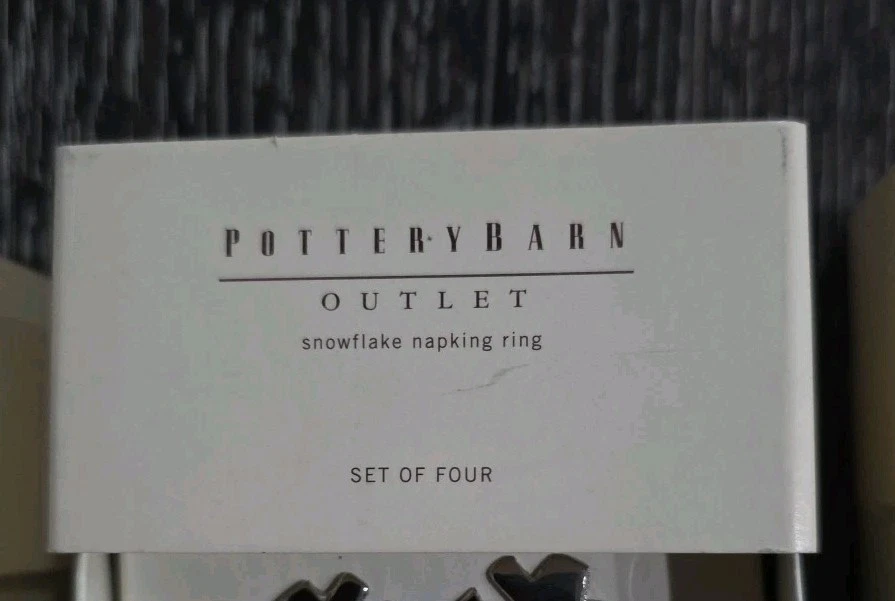 POTTERY BARN
OUTLET
snowflake napking ring
SET OF FOUR